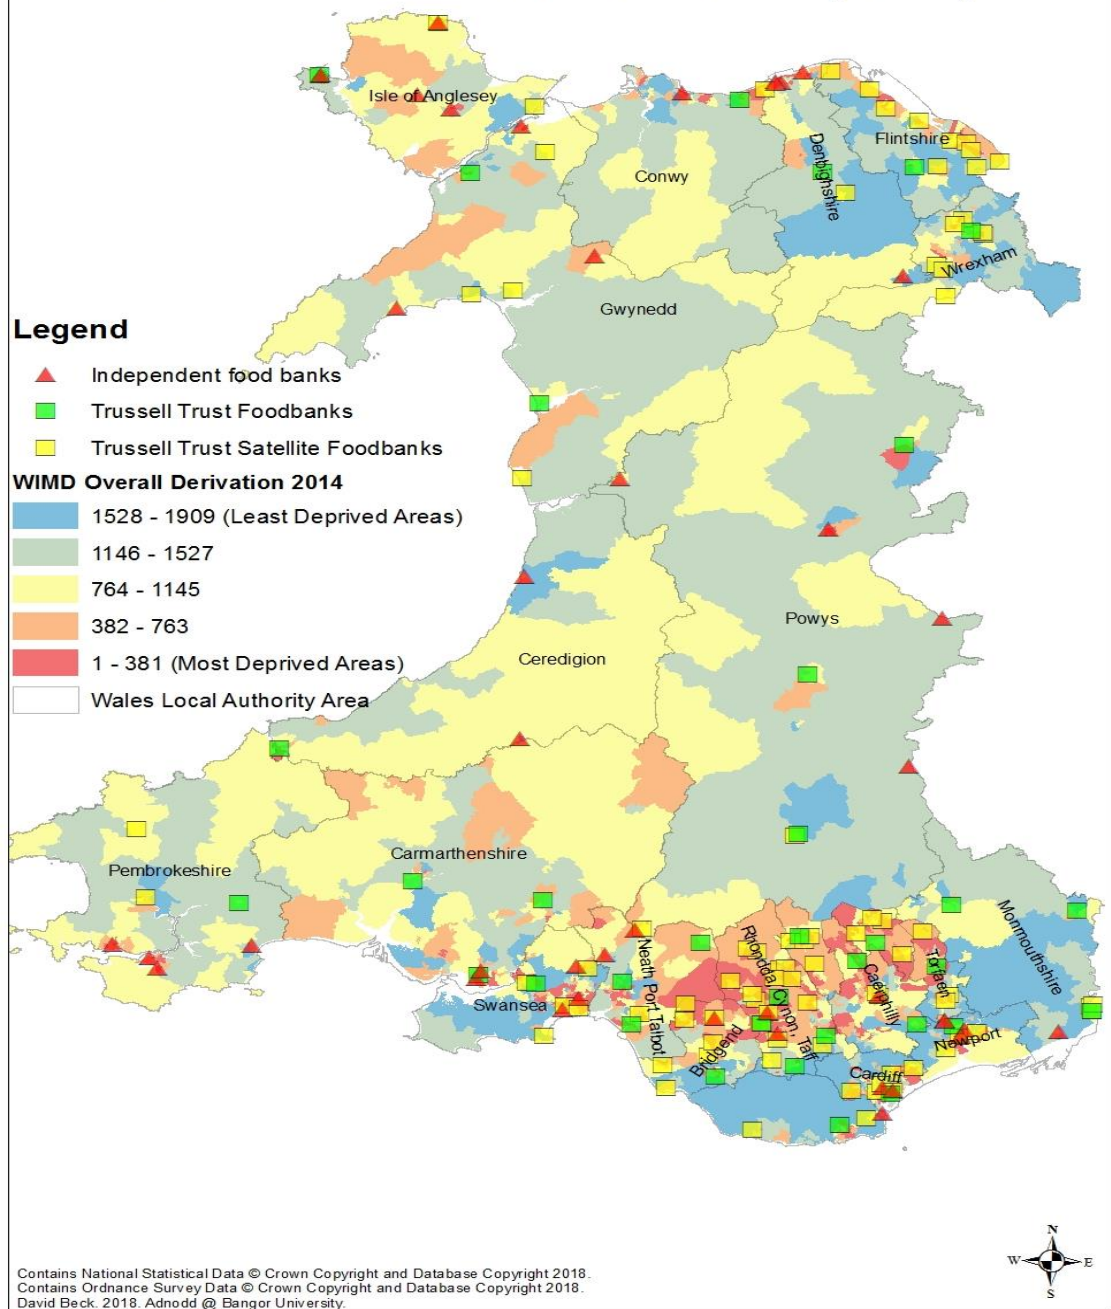 Isle of Anglesey
Conwy
Denbighshire
Flintshire
Wrexham
Gwynedd
Legend
Independent food banks
Trussell Trust Foodbanks
Trussell Trust Satellite Foodbanks
WIMD Overall Derivation 2014
1528 - 1909 (Least Deprived Areas)
1146 - 1527
764 - 1145
382 - 763
1 - 381 (Most Deprived Areas)
Wales Local Authority Area
Powys
Ceredigion
Pembrokeshire
Carmarthenshire
Swansea
Neath Port Talbot
Bridgend
Rhondda, Cynon, Taff
Caerphilly
Torfaen
Monmouthshire
Newport
Cardiff
N
W
E
S
Contains National Statistical Data © Crown Copyright and Database Copyright 2018.
Contains Ordnance Survey Data © Crown Copyright and Database Copyright 2018.
David Beck. 2018. Adnodd @ Bangor University.